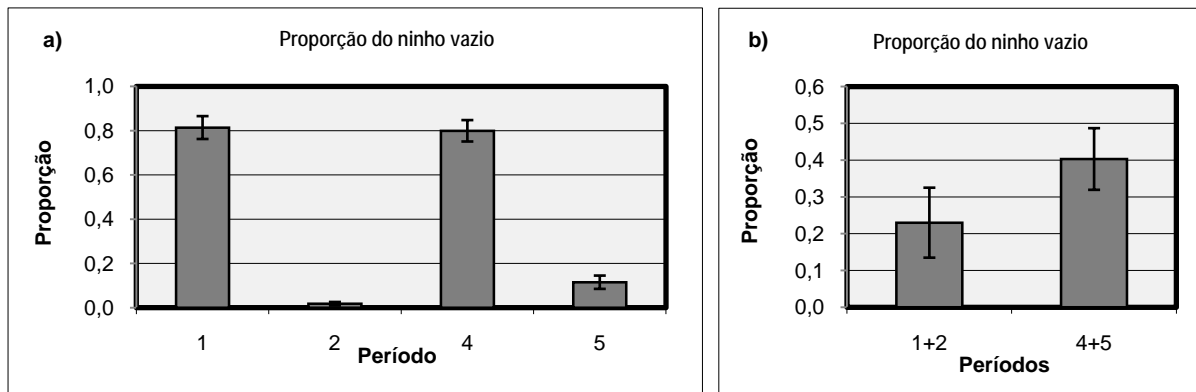 a)
Proporção do ninho vazio
Proporção
1,0
0,8
0,6
0,4
0,2
0,0
1 2 4 5
Período
b)
Proporção do ninho vazio
Proporção
0,6
0,5
0,4
0,3
0,2
0,1
0,0
1+2 4+5
Períodos